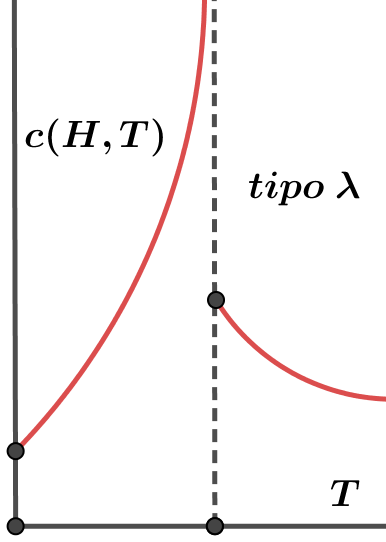 c(H, T)
tipo λ
T